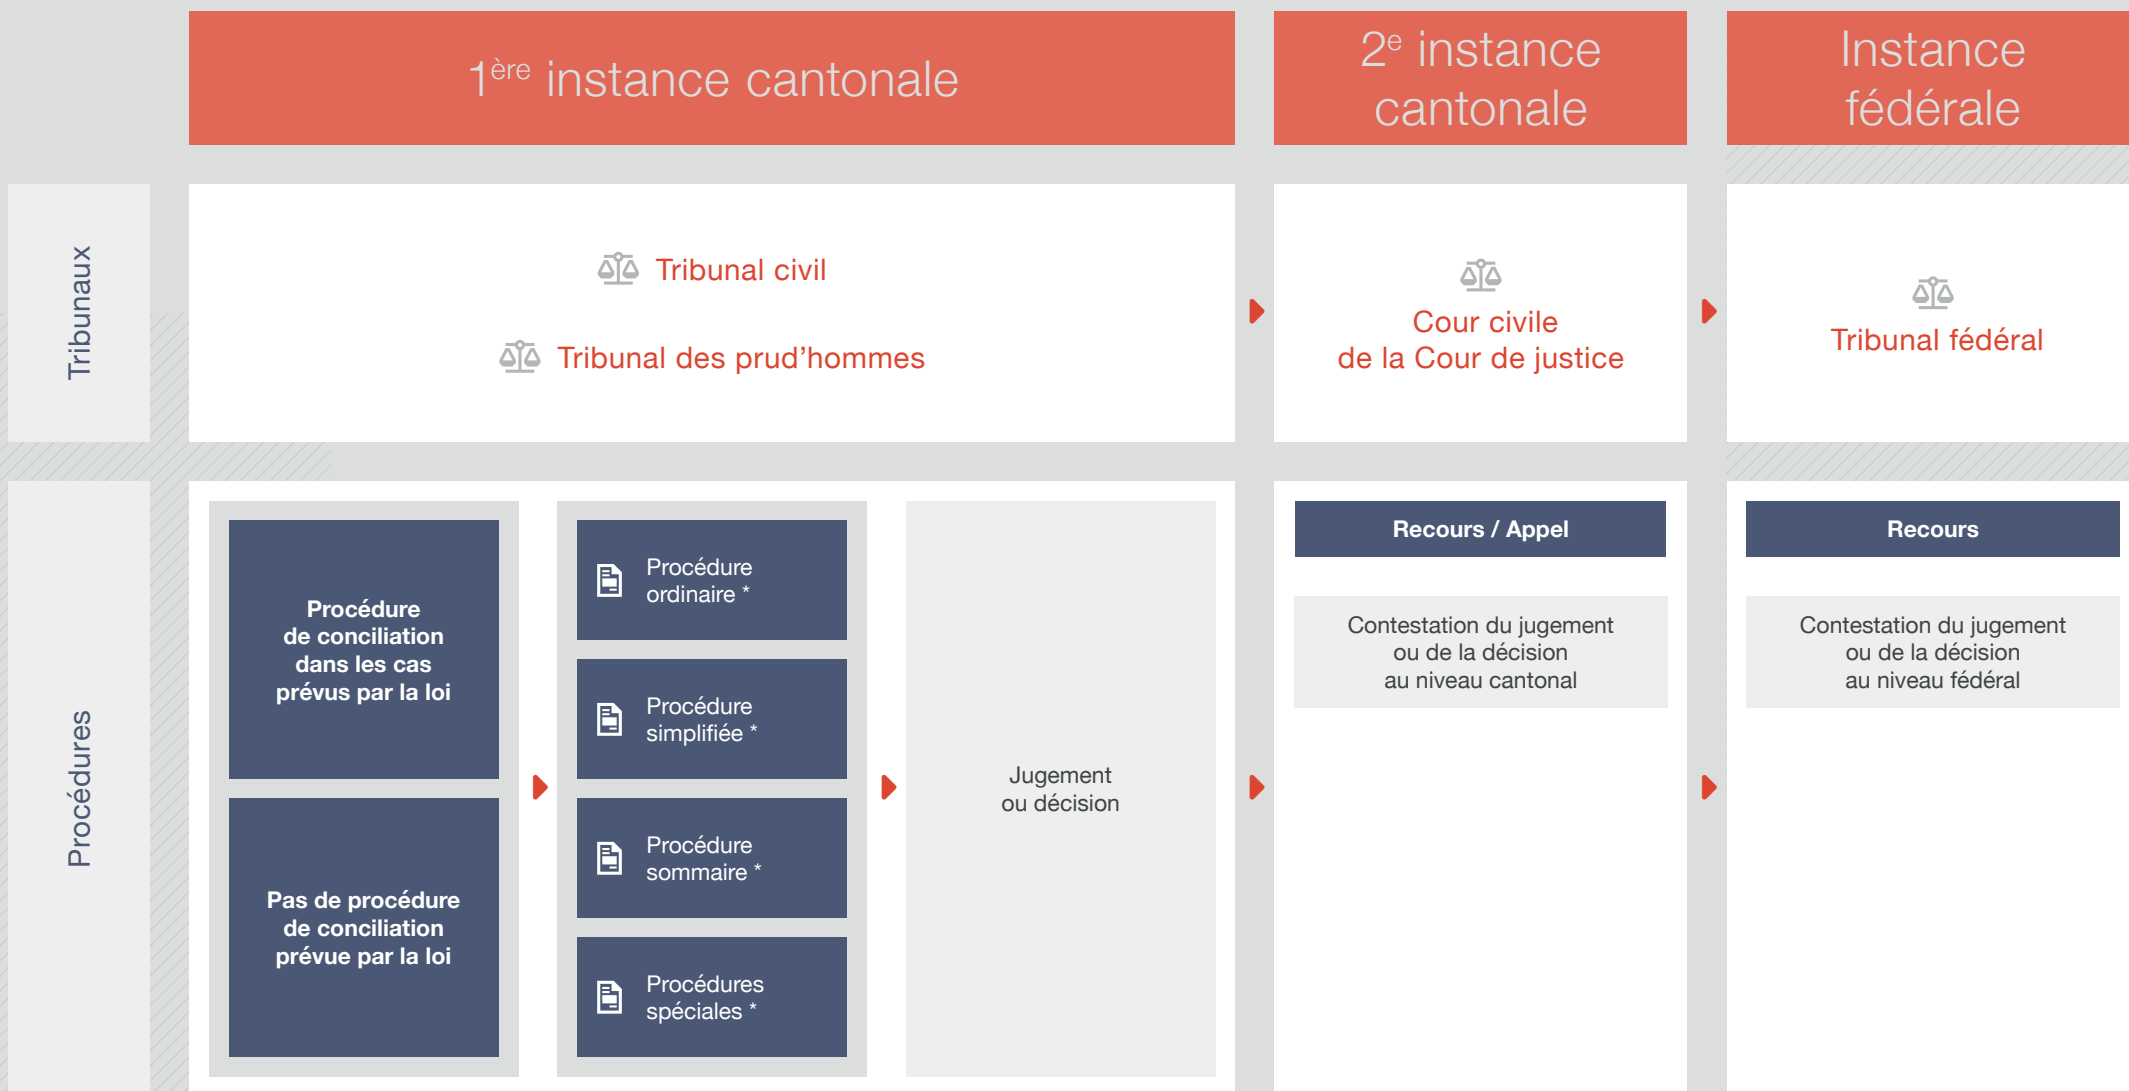 1ère instance cantonale
2e instance
cantonale
Instance
fédérale
Tribunaux
Tribunal civil
Tribunal des prud’hommes
Cour civile
de la Cour de justice
Tribunal fédéral
Procédures
Procédure
de conciliation
dans les cas
prévus par la loi
Pas de procédure
de conciliation
prévue par la loi
Procédure
ordinaire *
Procédure
simplifiée *
Procédure
sommaire *
Procédures
spéciales *
Jugement
ou décision
Recours / Appel
Contestation du jugement
ou de la décision
au niveau cantonal
Recours
Contestation du jugement
ou de la décision
au niveau fédéral